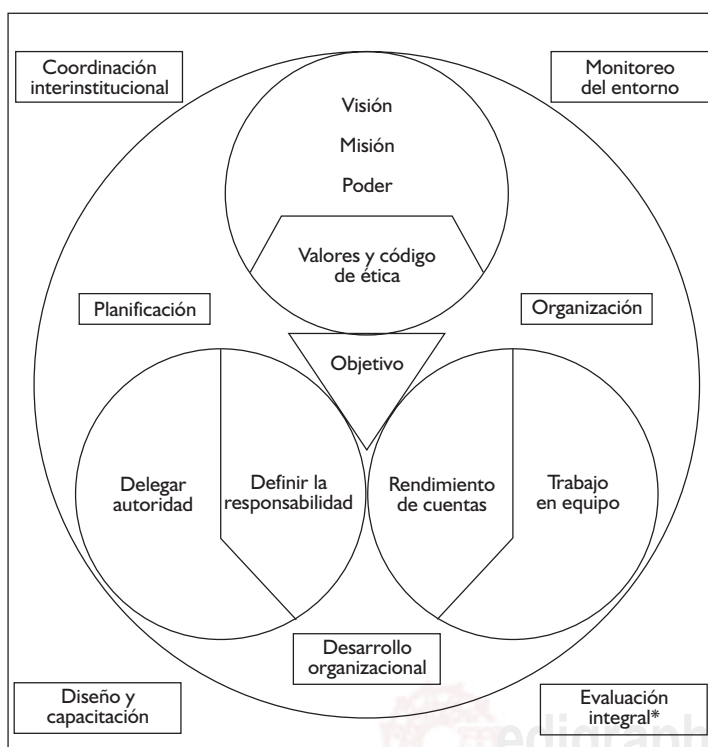 Coordinación
interinstitucional
Monitoreo
del entorno
Visión
Misión
Poder
Valores y código
de ética
Planificación
Organización
Objetivo
Delegar
autoridad
Definir la
responsabilidad
Rendimiento
de cuentas
Trabajo
en equipo
Desarrollo
organizacional
Diseño y
capacitación
Evaluación
integral*
edigraph